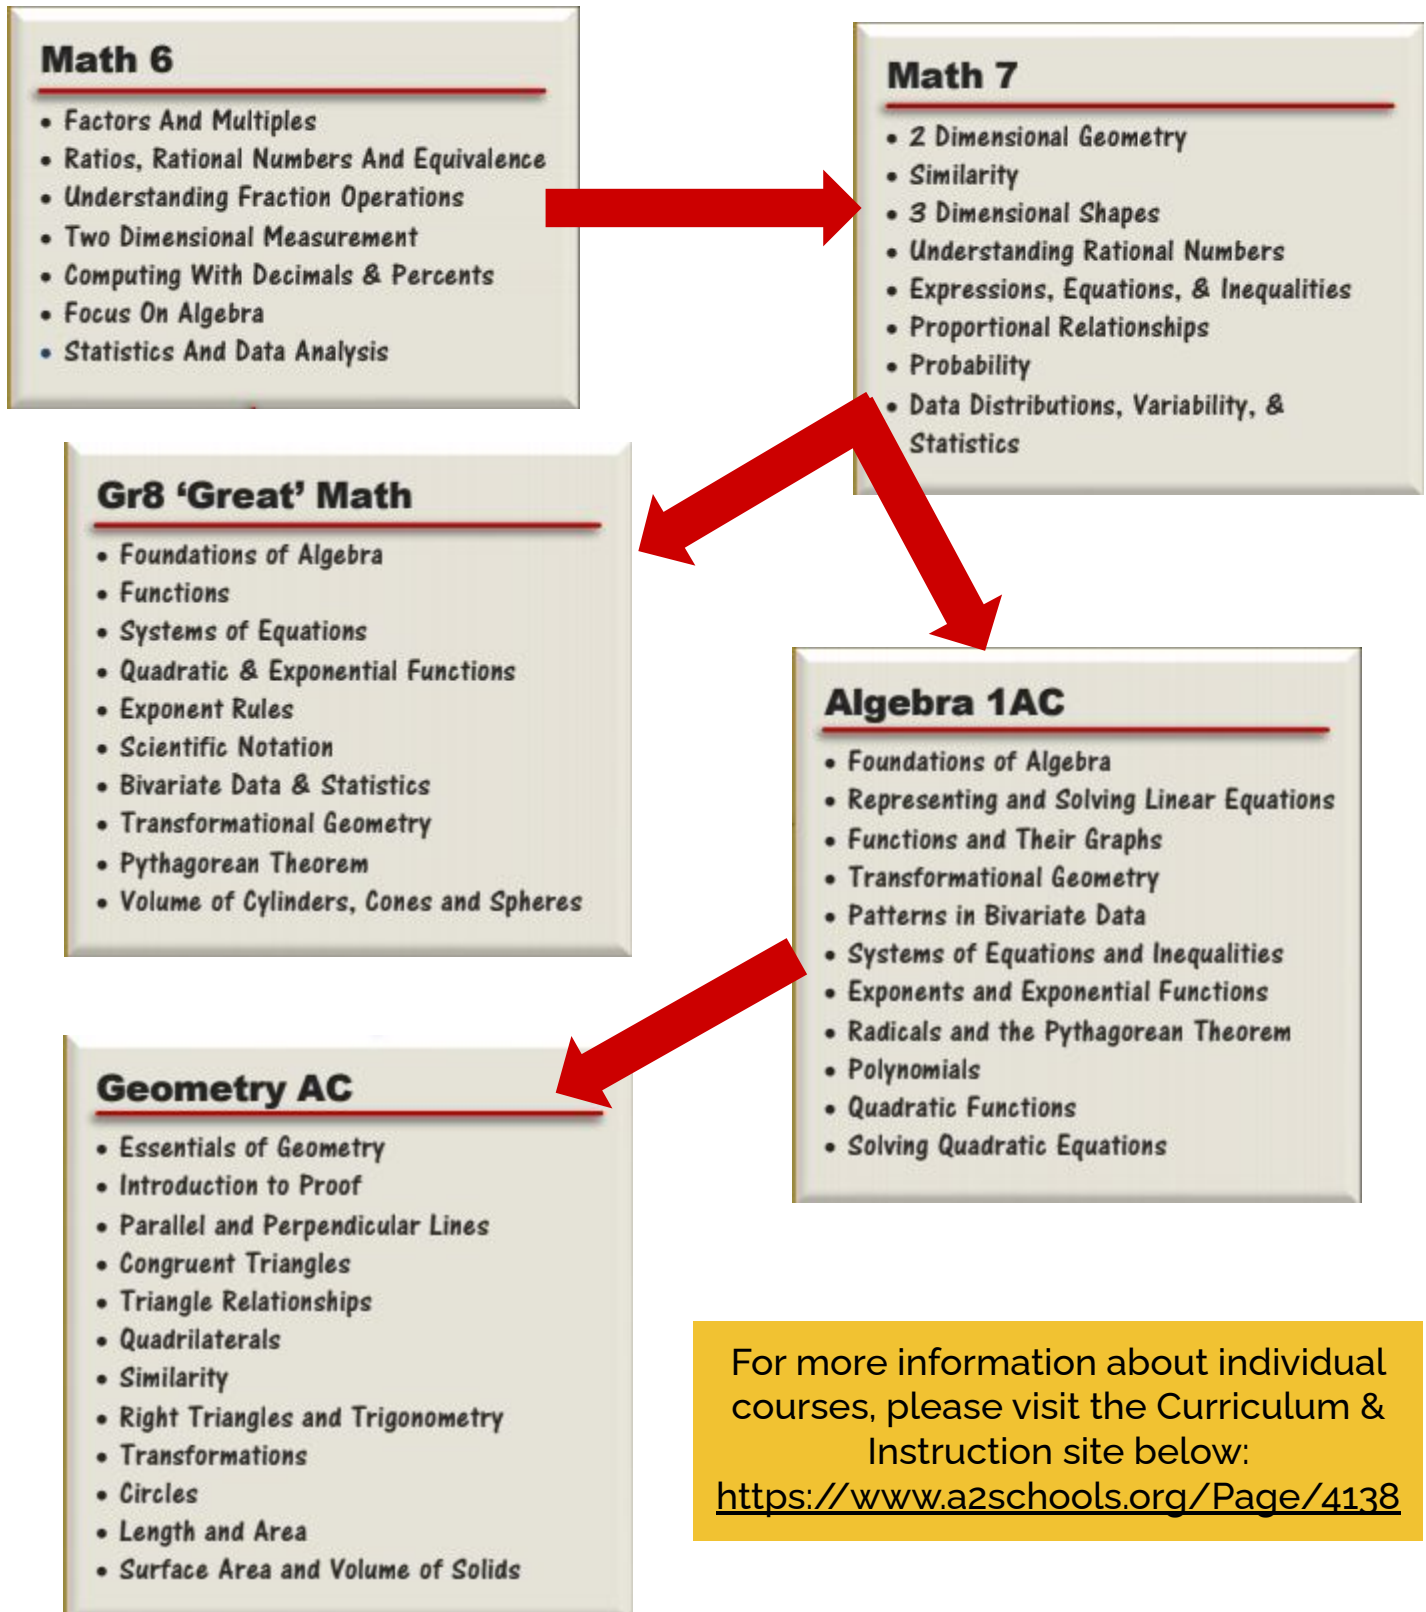 Math 6
• Factors And Multiples
• Ratios, Rational Numbers And Equivalence
• Understanding Fraction Operations
• Two Dimensional Measurement
• Computing With Decimals & Percents
• Focus On Algebra
• Statistics And Data Analysis
Math 7
• 2 Dimensional Geometry
• Similarity
• 3 Dimensional Shapes
• Understanding Rational Numbers
• Expressions, Equations, & Inequalities
• Proportional Relationships
• Probability
• Data Distributions, Variability, &
Statistics
Gr8 ‘Great’ Math
• Foundations of Algebra
• Functions
• Systems of Equations
• Quadratic & Exponential Functions
• Exponent Rules
• Scientific Notation
• Bivariate Data & Statistics
• Transformational Geometry
• Pythagorean Theorem
• Volume of Cylinders, Cones and Spheres
Algebra 1AC
• Foundations of Algebra
• Representing and Solving Linear Equations
• Functions and Their Graphs
• Transformational Geometry
• Patterns in Bivariate Data
• Systems of Equations and Inequalities
• Exponents and Exponential Functions
• Radicals and the Pythagorean Theorem
• Polynomials
• Quadratic Functions
• Solving Quadratic Equations
Geometry AC
• Essentials of Geometry
• Introduction to Proof
• Parallel and Perpendicular Lines
• Congruent Triangles
• Triangle Relationships
• Quadrilaterals
• Similarity
• Right Triangles and Trigonometry
• Transformations
• Circles
• Length and Area
• Surface Area and Volume of Solids
For more information about individual
courses, please visit the Curriculum &
Instruction site below:
https://www.a2schools.org/Page/4138